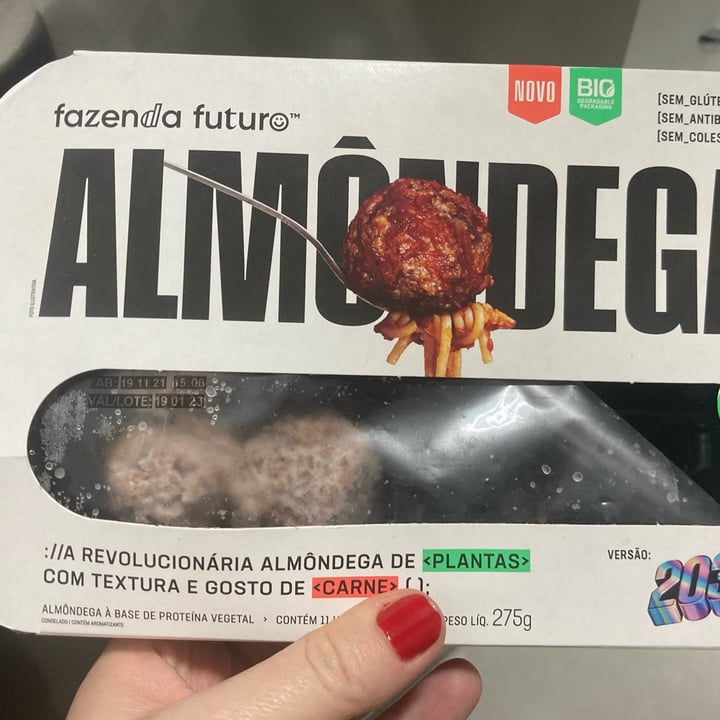 fazenda futuro™
NOVO
BIO
DEGRADABLE
PACKAGING
[SEM_GLÚTE
[SEM_ANTIB
[SEM_COLES
ALMÔNDEGA
FOTO ILUSTRATIVA
FAB: 19 11 21 15:06
VAL/LOTE: 19 01 23
://A REVOLUCIONÁRIA ALMÔNDEGA DE <PLANTAS>
COM TEXTURA E GOSTO DE <CARNE> { }:
VERSÃO:
203
ALMÔNDEGA À BASE DE PROTEÍNA VEGETAL > CONTÉM 11 PESO LÍQ. 275g
CONGELADO / CONTÉM AROMATIZANTE